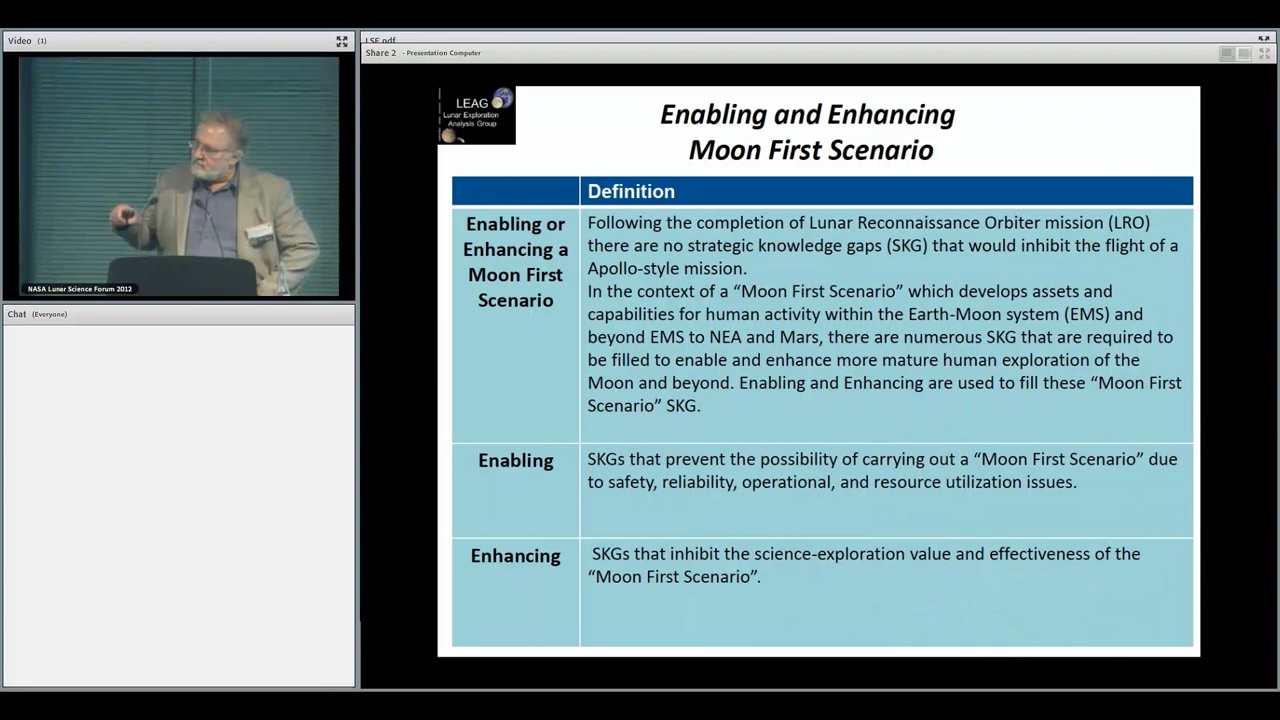 Video (1)
NASA Lunar Science Forum 2012
Chat (Everyone)
LSF.pdf
Share 2 - Presentation Computer
LEAG
Lunar Exploration
Analysis Group
Enabling and Enhancing
Moon First Scenario
Definition
Enabling or
Enhancing a
Moon First
Scenario
Following the completion of Lunar Reconnaissance Orbiter mission (LRO)
there are no strategic knowledge gaps (SKG) that would inhibit the flight of a
Apollo-style mission.
In the context of a “Moon First Scenario” which develops assets and
capabilities for human activity within the Earth-Moon system (EMS) and
beyond EMS to NEA and Mars, there are numerous SKG that are required to
be filled to enable and enhance more mature human exploration of the
Moon and beyond. Enabling and Enhancing are used to fill these “Moon First
Scenario” SKG.
Enabling
SKGs that prevent the possibility of carrying out a “Moon First Scenario” due
to safety, reliability, operational, and resource utilization issues.
Enhancing
SKGs that inhibit the science-exploration value and effectiveness of the
“Moon First Scenario”.